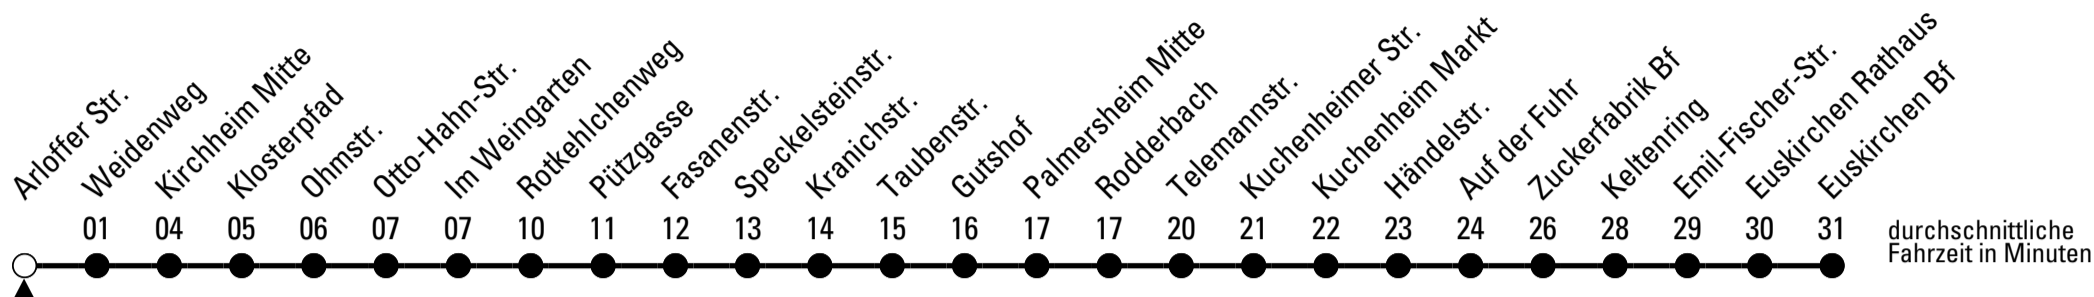 Arloffer Str.
Weidenweg
Kirchheim Mitte
Klosterpfad
Ohmstr.
Otto-Hahn-Str.
Im Weingarten
Rotkehlchenweg
Pützgasse
Fasanenstr.
Speckelsteinstr.
Kranichstr.
Taubenstr.
Gutshof
Palmersheim Mitte
Rodderbach
Telemannstr.
Kuchenheimer Str.
Kuchenheim Markt
Händelstr.
Auf der Fuhr
Zuckerfabrik Bf
Keltenring
Emil-Fischer-Str.
Euskirchen Rathaus
Euskirchen Bf
01 04 05 06 07 07 10 11 12 13 14 15 16 17 17 20 21 22 23 24 26 28 29 30 31
durchschnittliche
Fahrzeit in Minuten